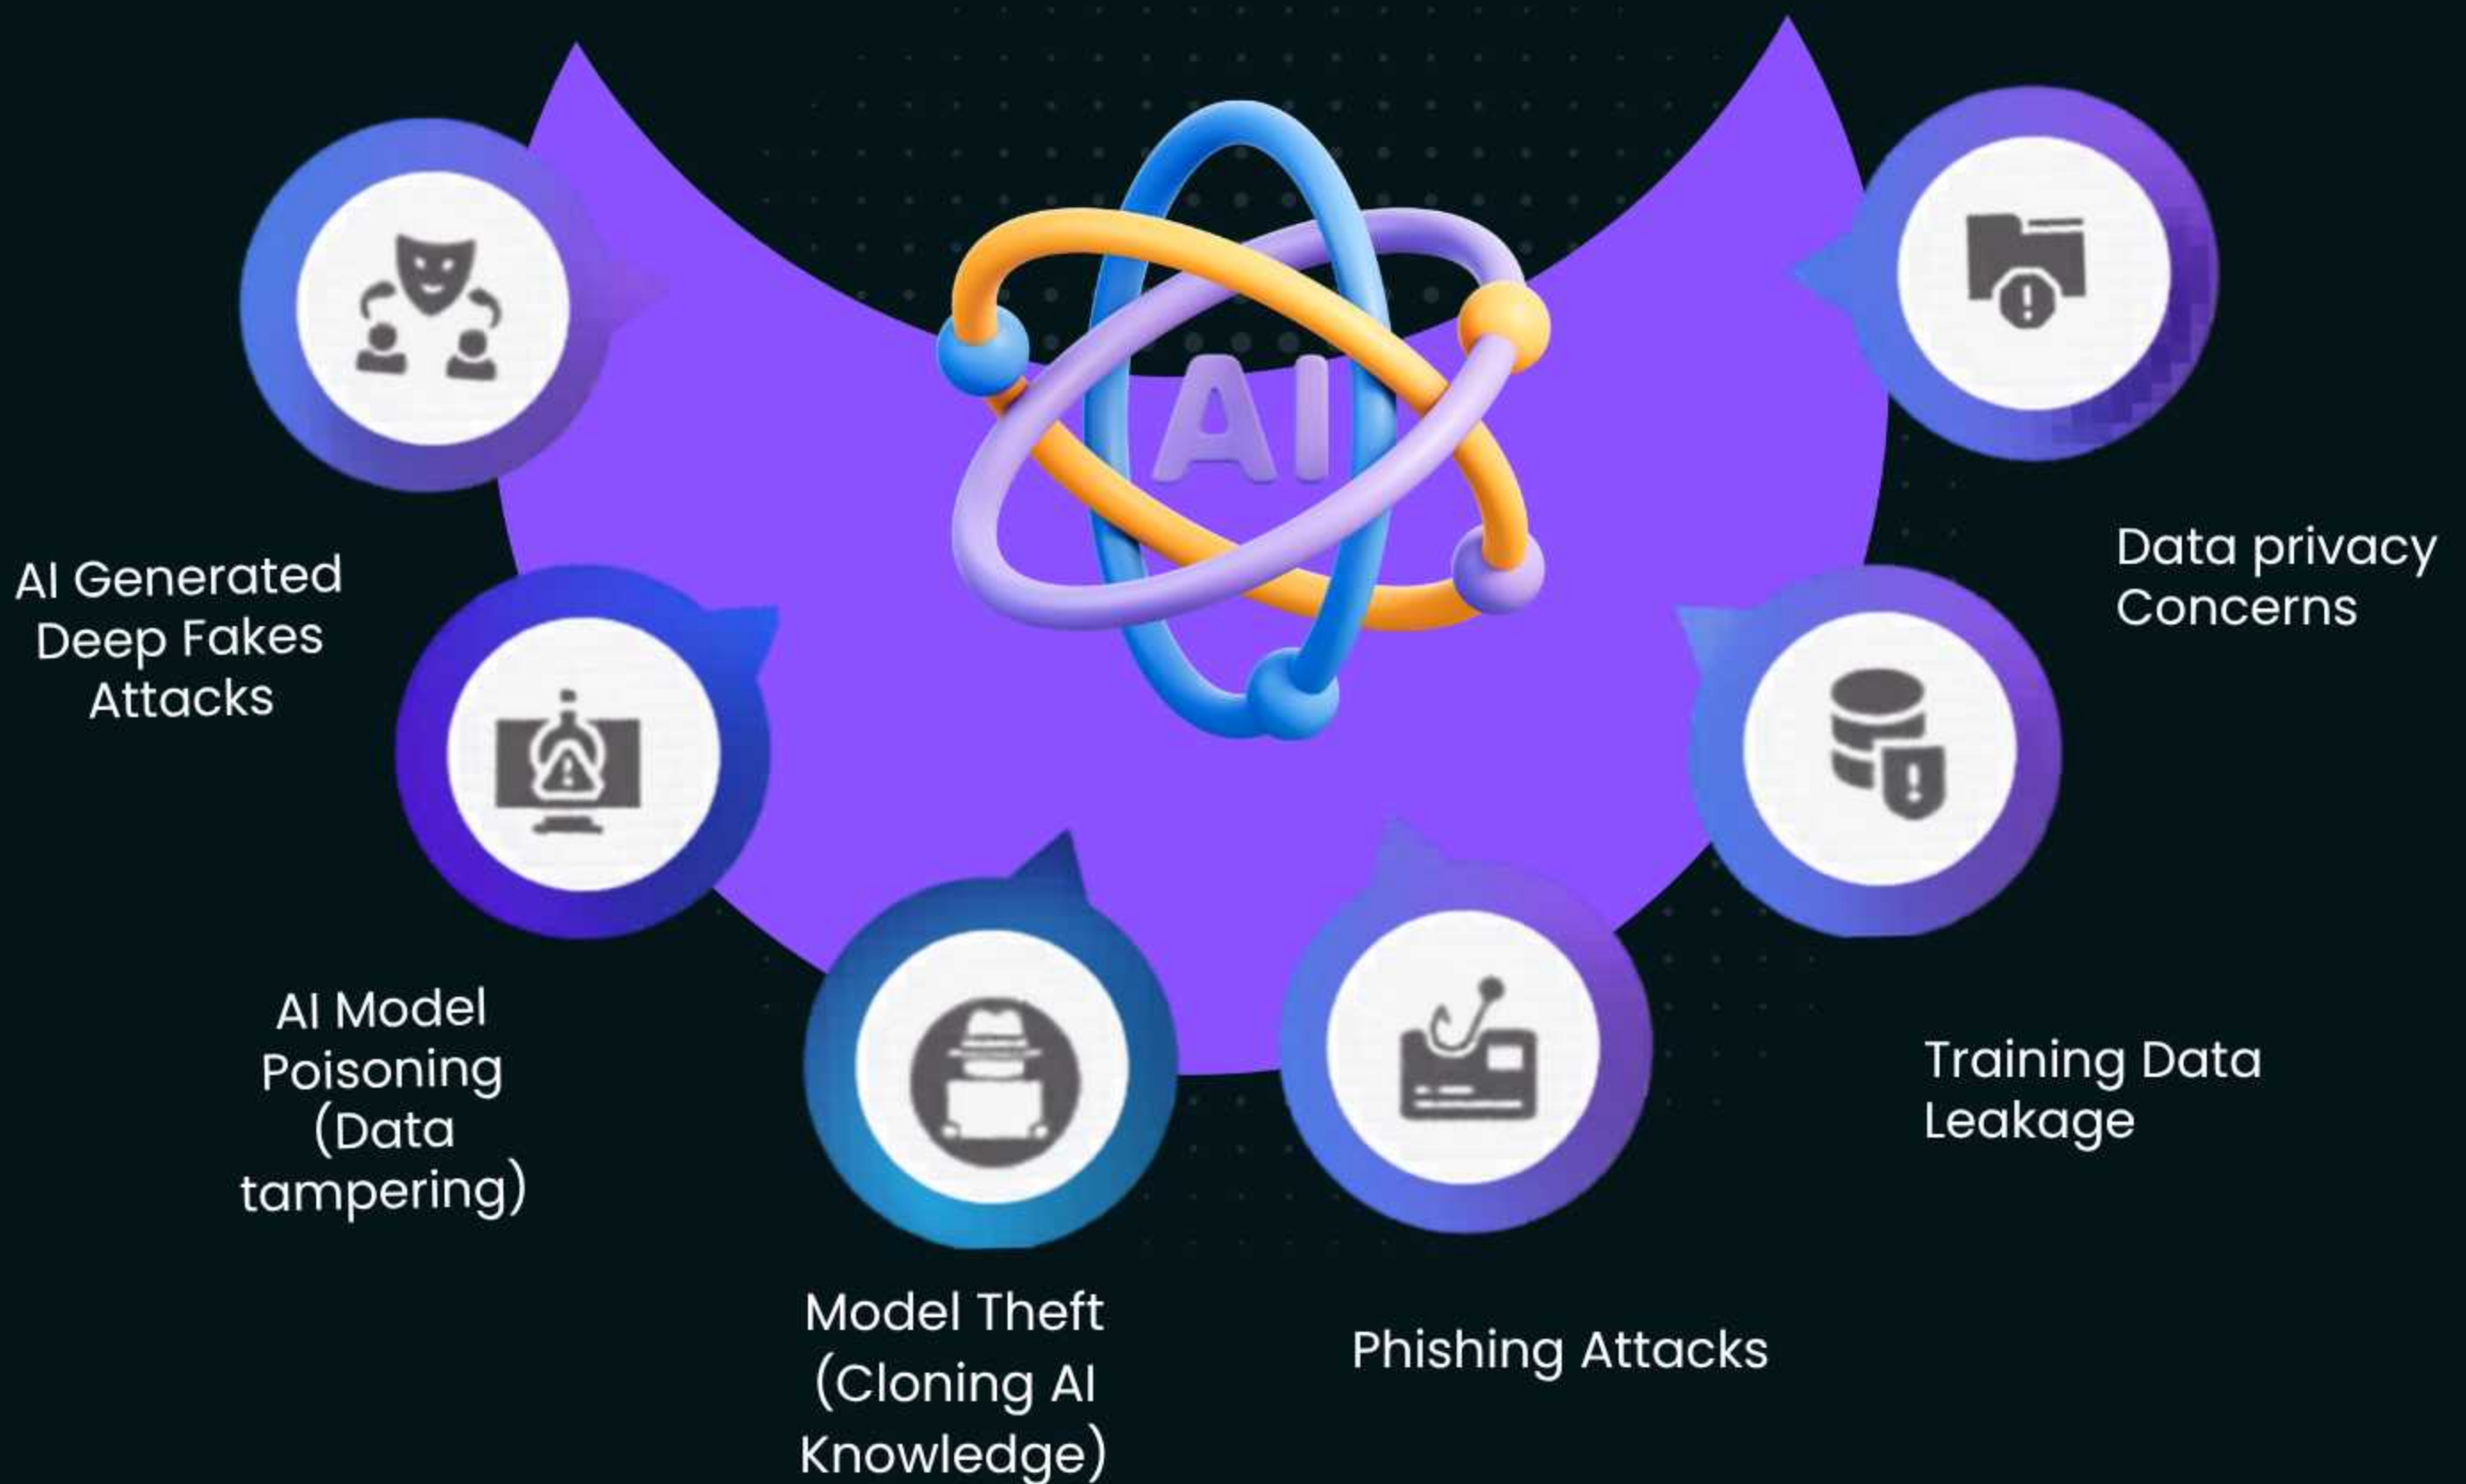 AI
AI Generated
Deep Fakes
Attacks
AI Model
Poisoning
(Data
tampering)
Model Theft
(Cloning AI
Knowledge)
Phishing Attacks
Training Data
Leakage
Data privacy
Concerns